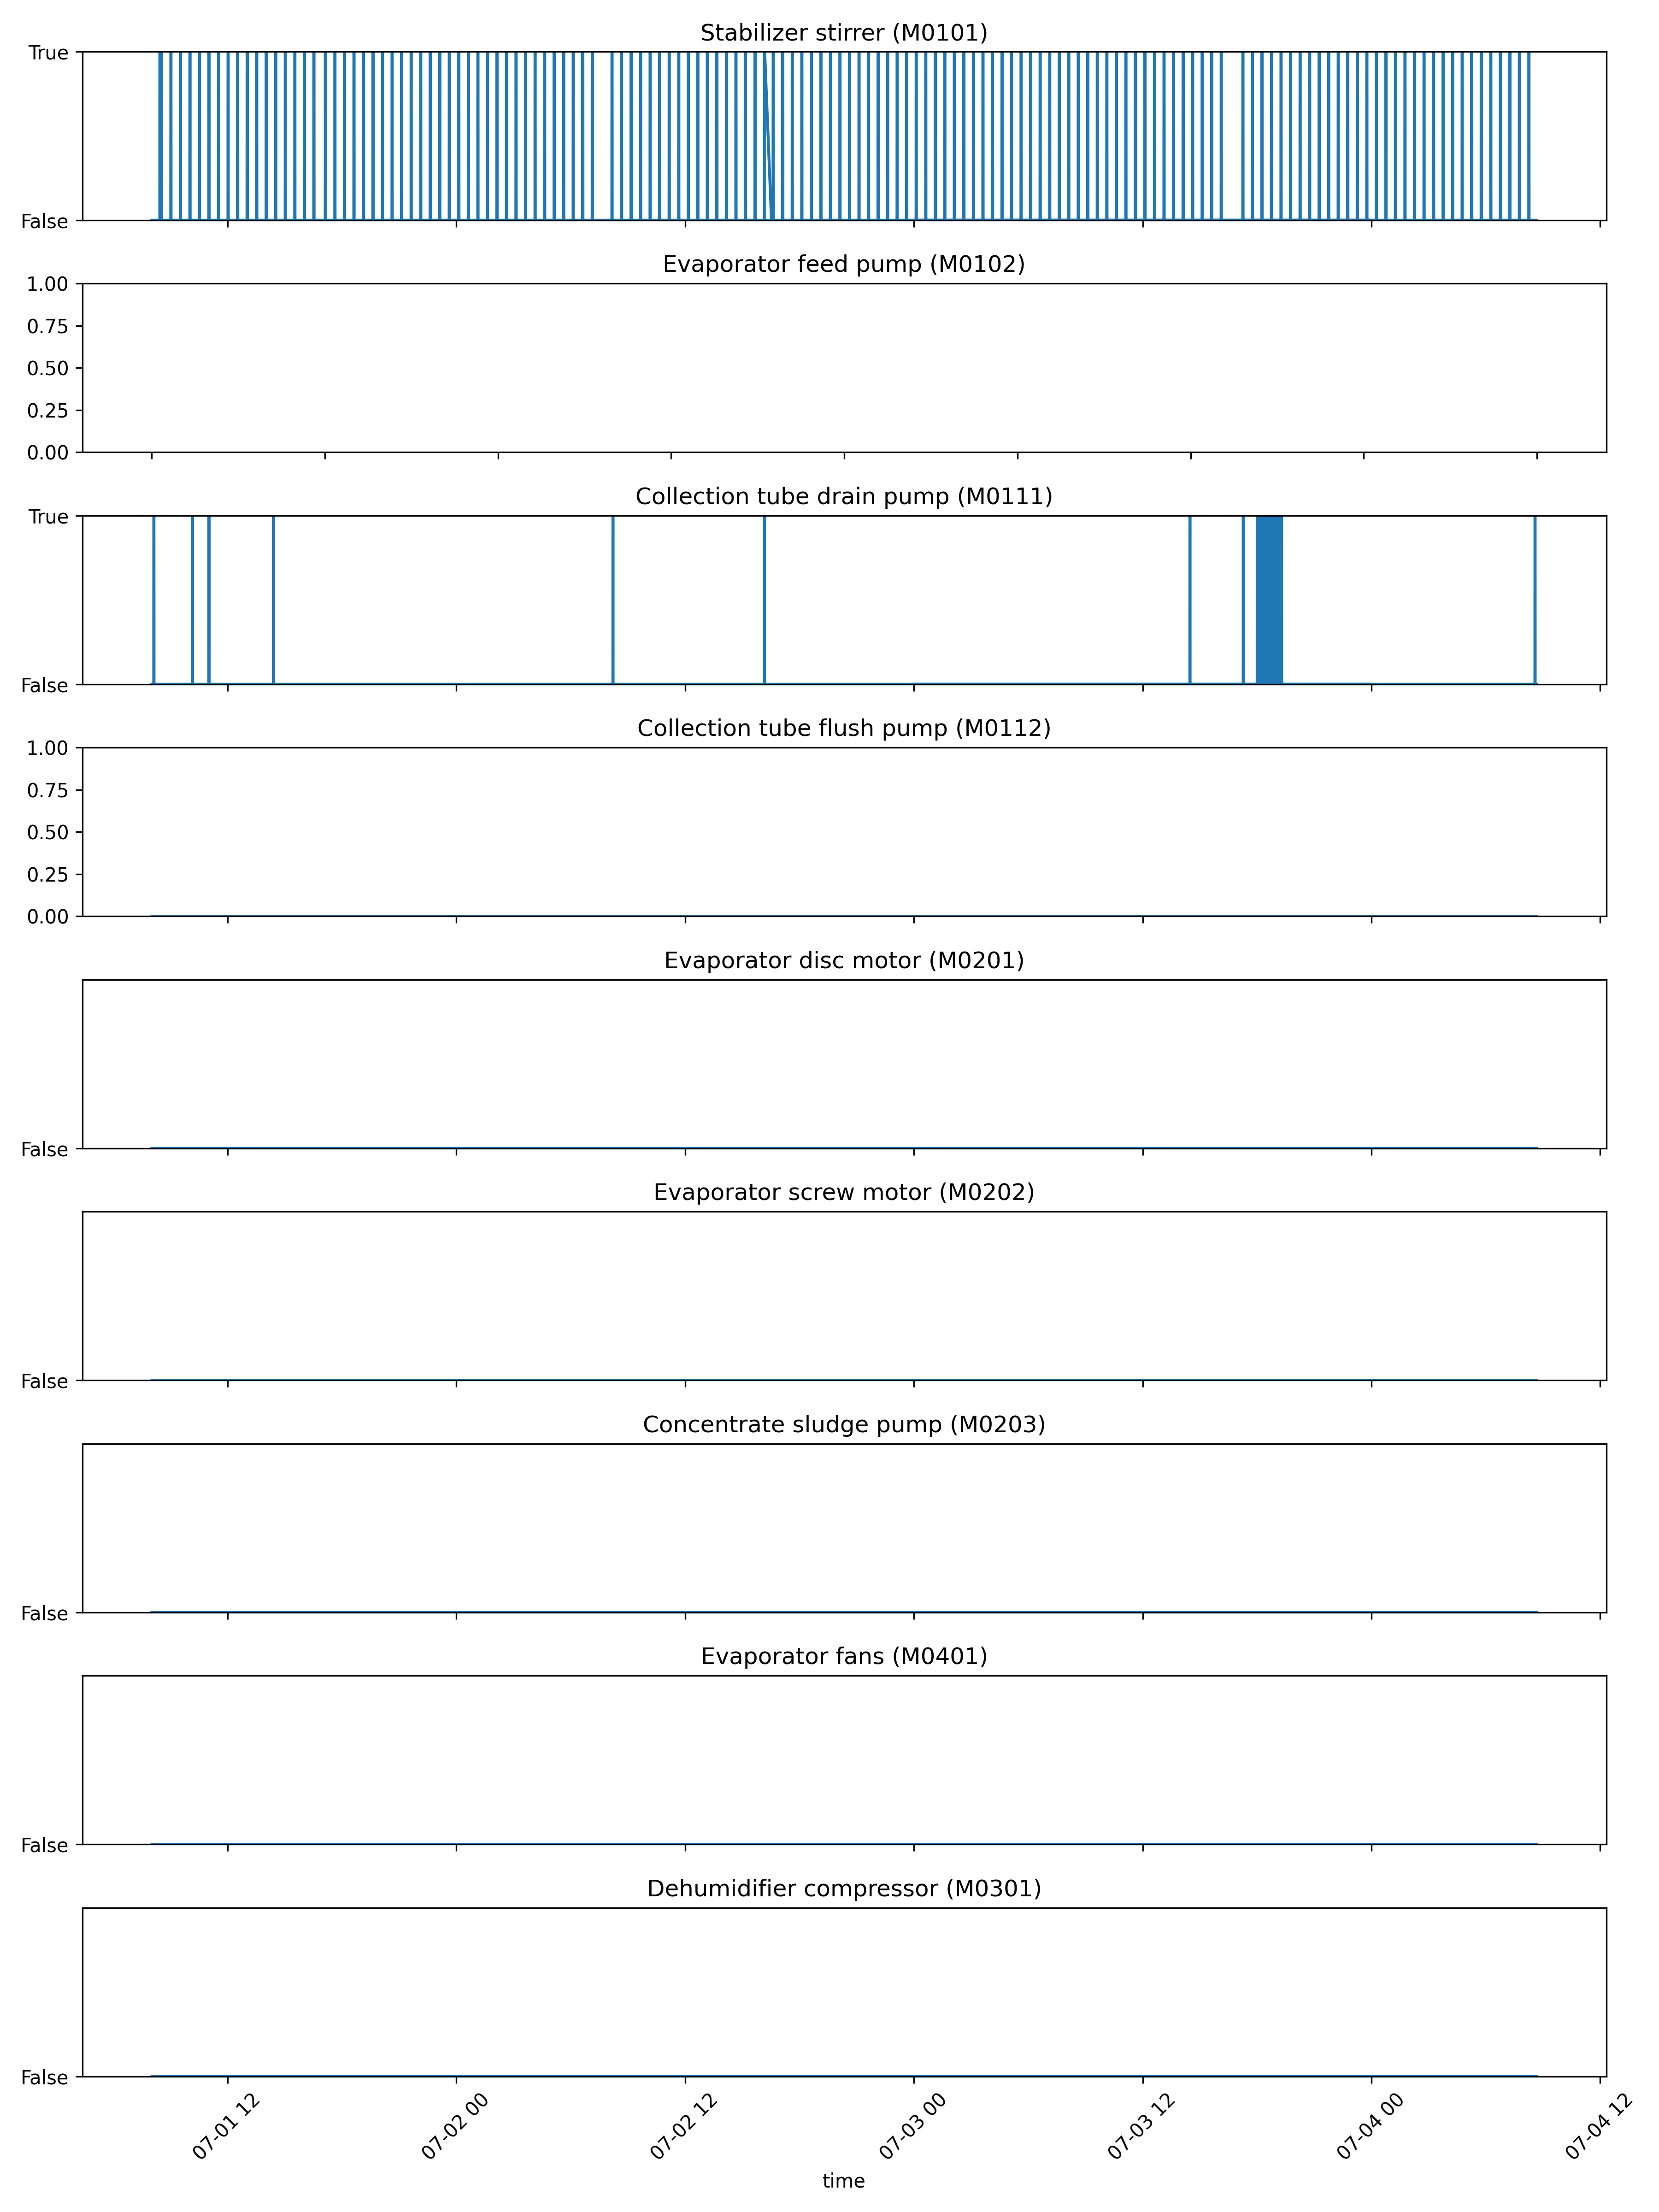 Stabilizer stirrer (M0101)
True
False
Evaporator feed pump (M0102)
1.00
0.75
0.50
0.25
0.00
Collection tube drain pump (M0111)
True
False
Collection tube flush pump (M0112)
1.00
0.75
0.50
0.25
0.00
Evaporator disc motor (M0201)
False
Evaporator screw motor (M0202)
False
Concentrate sludge pump (M0203)
False
Evaporator fans (M0401)
False
Dehumidifier compressor (M0301)
False
07-01 12
07-02 00
07-02 12
07-03 00
07-03 12
07-04 00
07-04 12
time